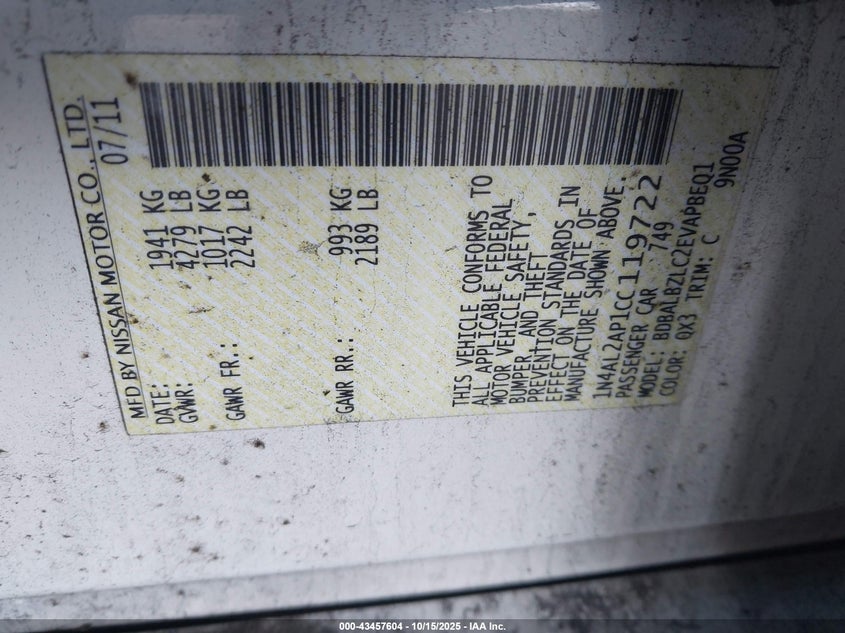 MFD BY NISSAN MOTOR CO., LTD.
DATE: 07/11
GVWR: 1941 KG
4279 LB
GAWR FR.: 1017 KG
2242 LB
GAWR RR.: 993 KG
2189 LB
THIS VEHICLE CONFORMS TO
ALL APPLICABLE FEDERAL
MOTOR VEHICLE SAFETY,
BUMPER, AND THEFT
PREVENTION STANDARDS IN
EFFECT ON THE DATE OF
MANUFACTURE SHOWN ABOVE.
1N4AL2AP1CC119722
PASSENGER CAR 749
MODEL: BDBALBZLC2EVAPBEQ1
COLOR: QX3 TRIM: C 9N00A
000-43457604 - 10/15/2025 - IAA Inc.